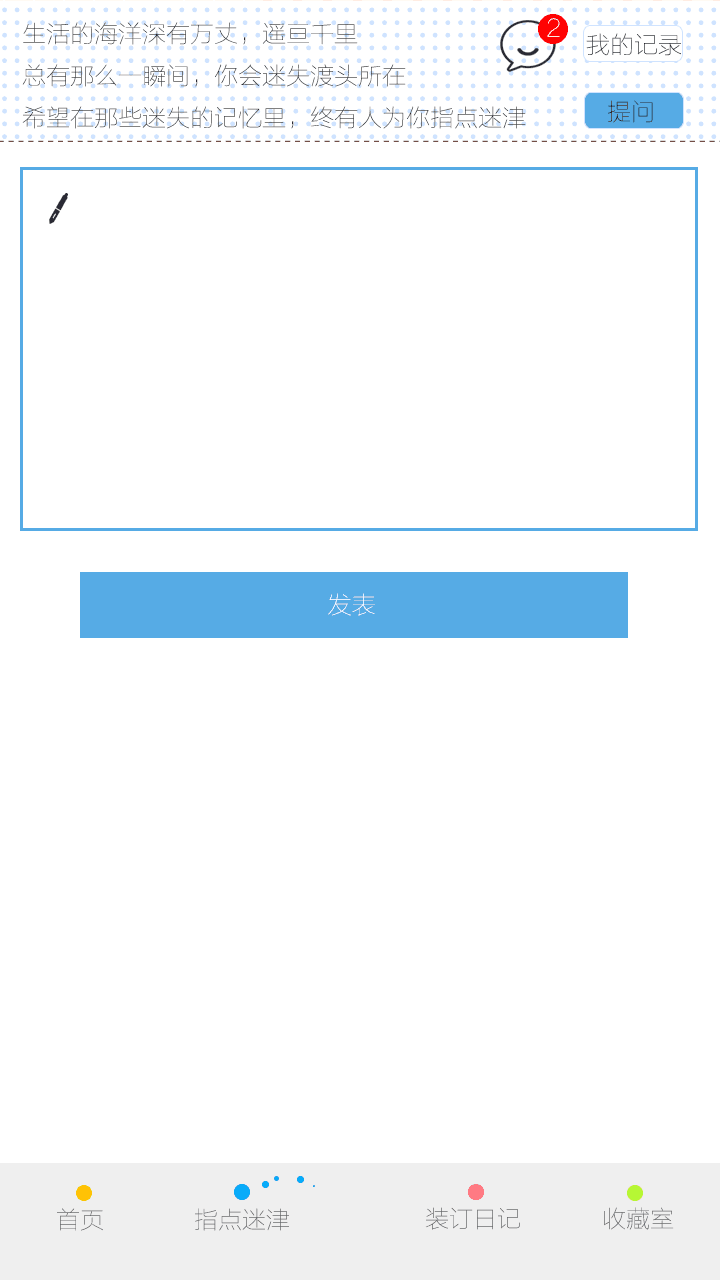 生活的海洋深有万丈，遥亘千里
总有那么一瞬间，你会迷失渡头所在
希望在那些迷失的记忆里，终有人为你指点迷津
2
我的记录
提问
发表
首页
指点迷津
装订日记
收藏室